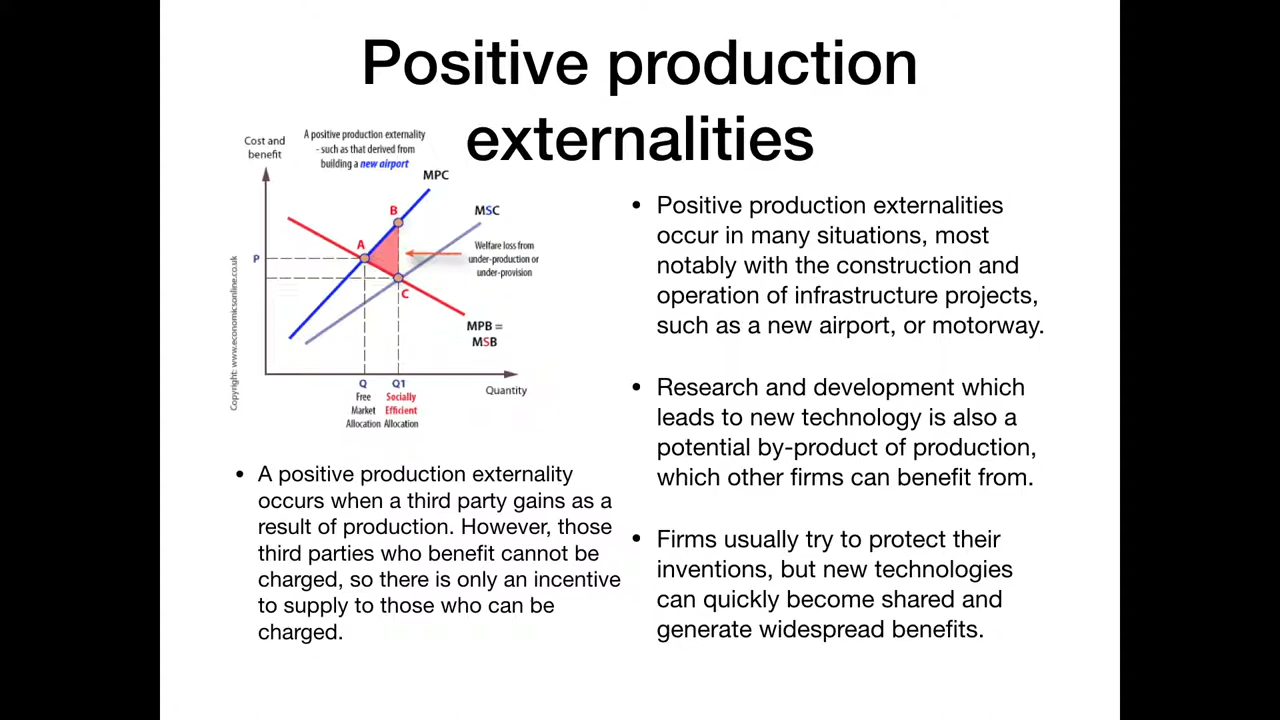 Positive production
externalities
Cost and
benefit
A positive production externality
- such as that derived from
building a new airport
MPC
B
MSC
A
Welfare loss from
under-production or
under-provision
P
C
MPB =
MSB
Q
Q1
Quantity
Free
Market
Allocation
Socially
Efficient
Allocation
Copyright: www.economicsonline.co.uk
• A positive production externality
occurs when a third party gains as a
result of production. However, those
third parties who benefit cannot be
charged, so there is only an incentive
to supply to those who can be
charged.
• Positive production externalities
occur in many situations, most
notably with the construction and
operation of infrastructure projects,
such as a new airport, or motorway.
• Research and development which
leads to new technology is also a
potential by-product of production,
which other firms can benefit from.
• Firms usually try to protect their
inventions, but new technologies
can quickly become shared and
generate widespread benefits.